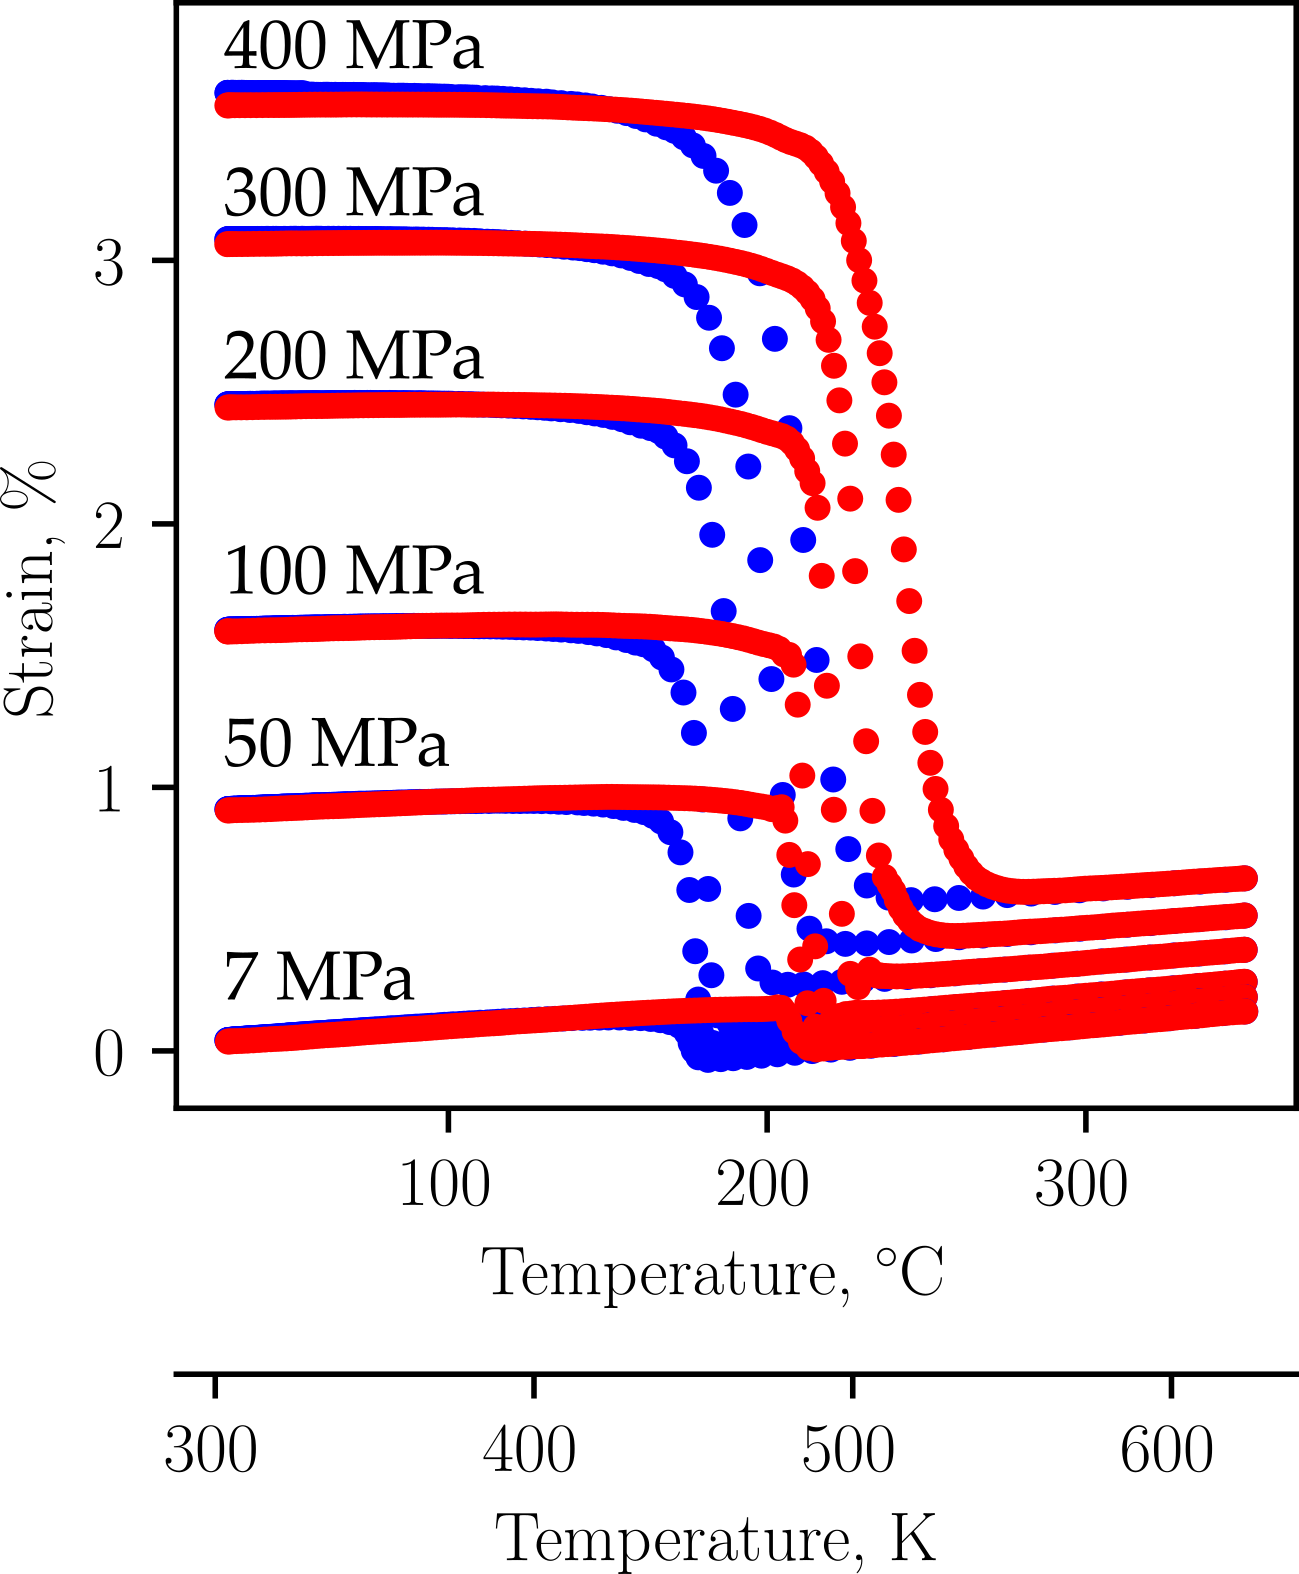 400 MPa
300 MPa
200 MPa
100 MPa
50 MPa
7 MPa
Strain, %
3
2
1
0
100 200 300
Temperature, °C
300 400 500 600
Temperature, K